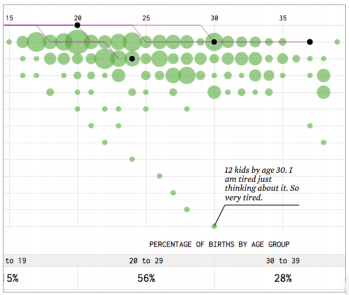 15 20 25 30 35
12 kids by age 30. I
am tired just
thinking about it. So
very tired.
PERCENTAGE OF BIRTHS BY AGE GROUP
to 19 20 to 29 30 to 39
5% 56% 28%